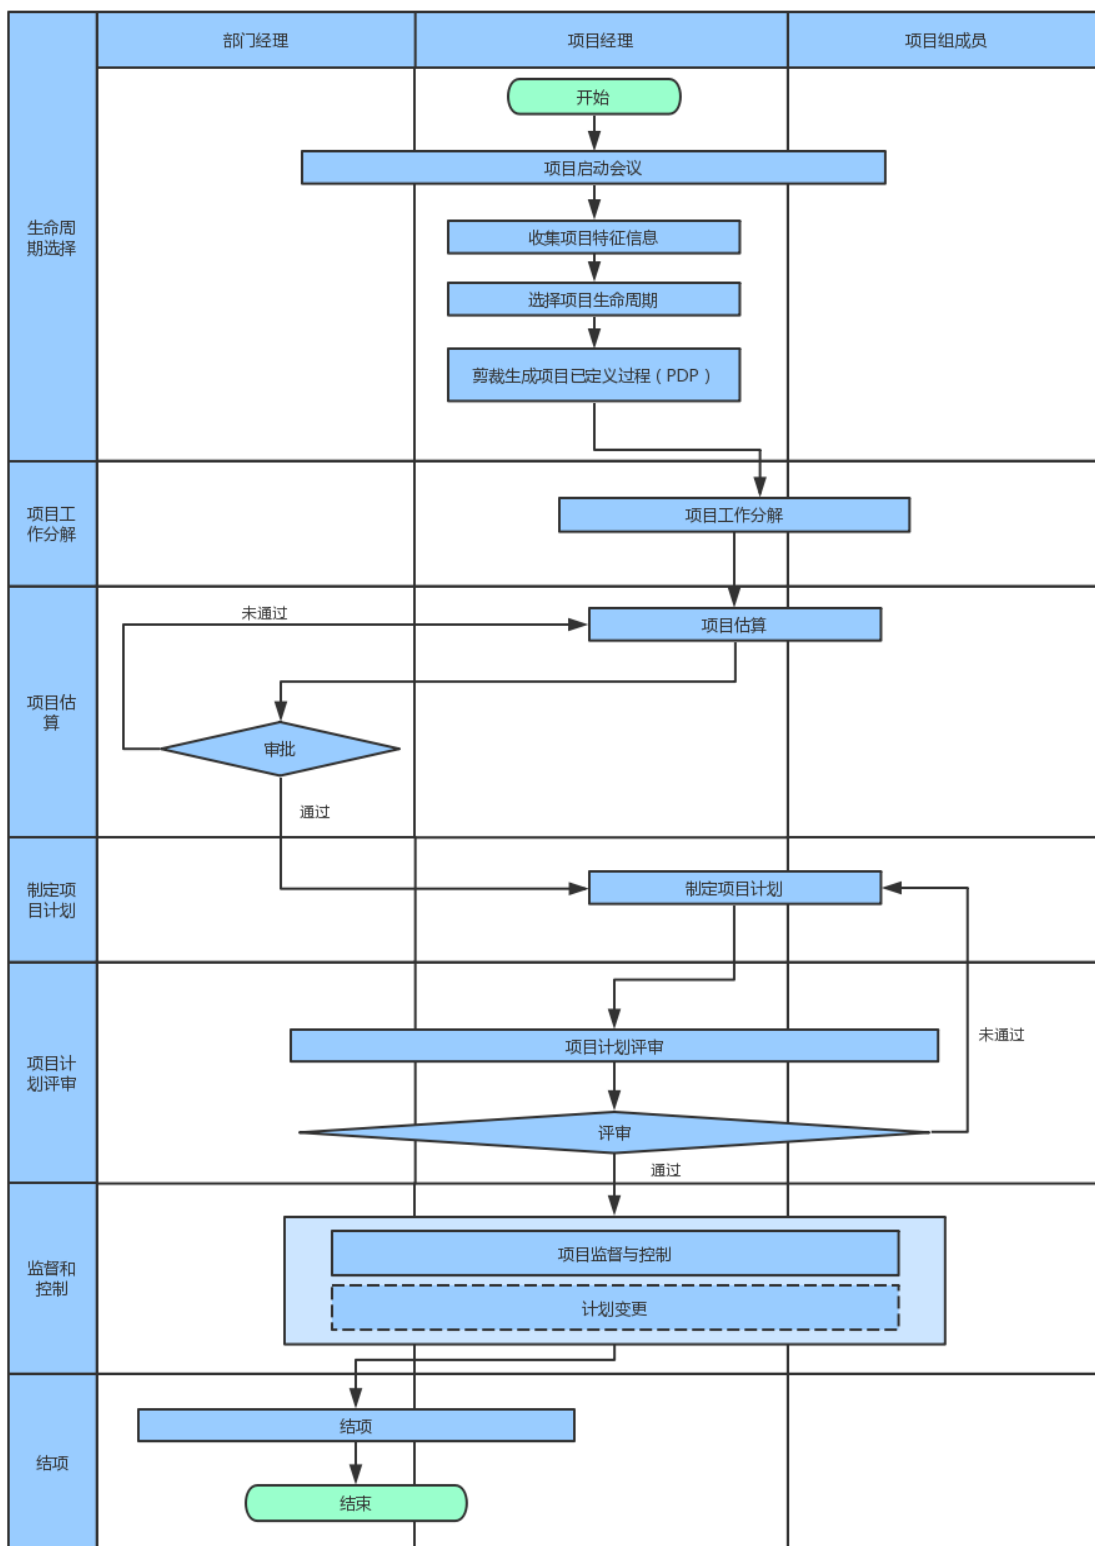 部门经理
项目经理
项目组成员
生命周
期选择
开始
项目启动会议
收集项目特征信息
选择项目生命周期
剪裁生成项目已定义过程（PDP）
项目工
作分解
项目工作分解
项目估
算
未通过
项目估算
审批
通过
制定项
目计划
制定项目计划
项目计
划评审
项目计划评审
未通过
评审
通过
监督和
控制
项目监督与控制
计划变更
结项
结项
结束